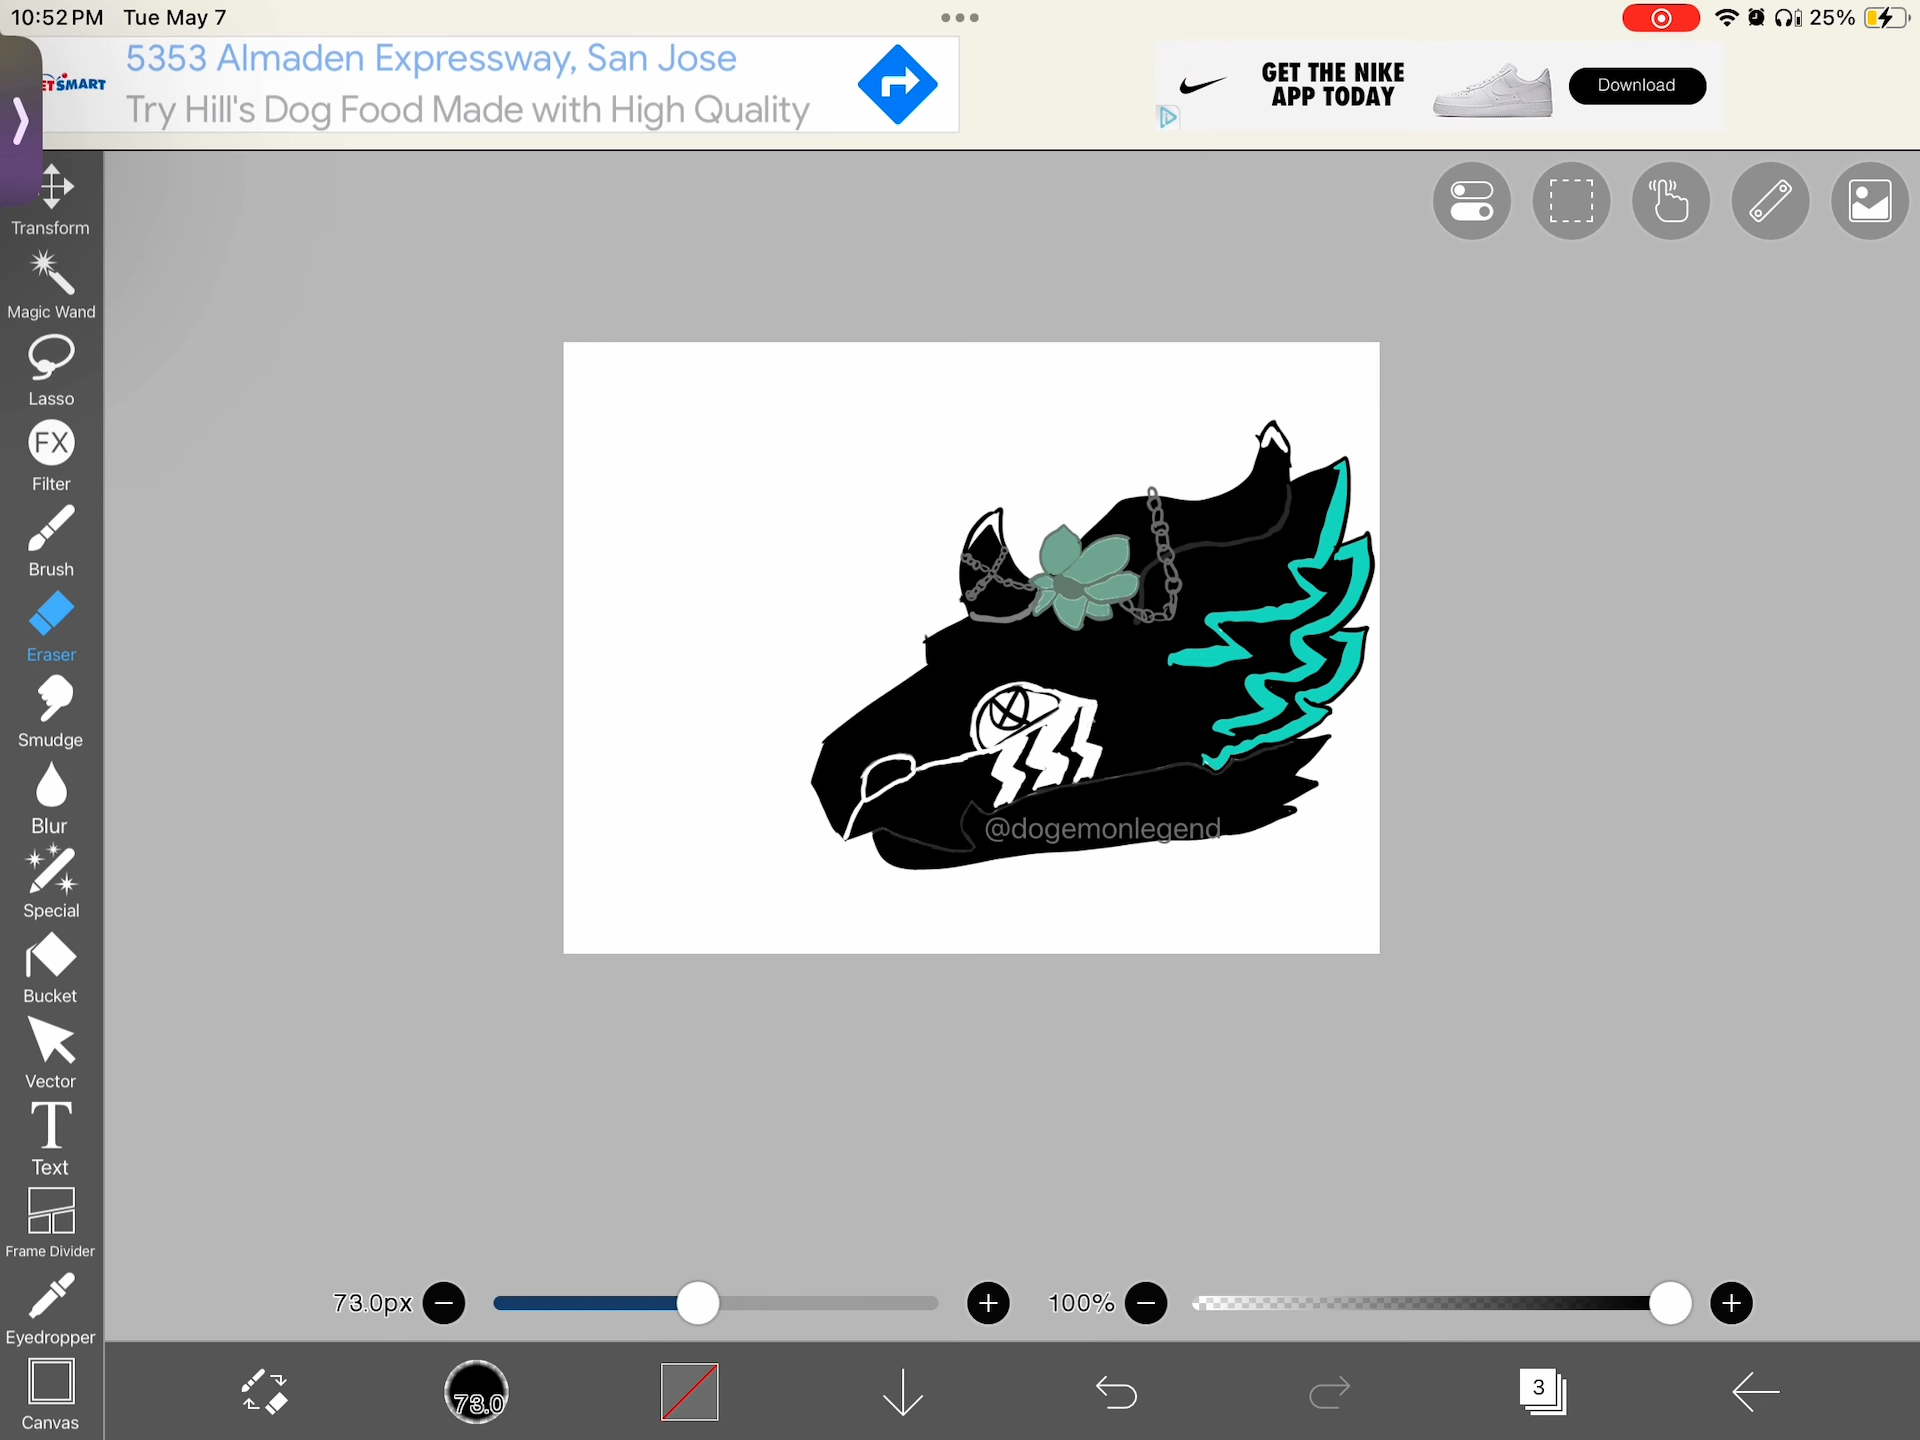 10:52 PM Tue May 7
25%
5353 Almaden Expressway, San Jose
ETSMART
Try Hill's Dog Food Made with High Quality
GET THE NIKE
APP TODAY
Download
Transform
Magic Wand
Lasso
FX
Filter
Brush
Eraser
Smudge
Blur
Special
Bucket
Vector
T
Text
Frame Divider
Eyedropper
Canvas
@dogemonlegend
73.0px
100%
73.0
3